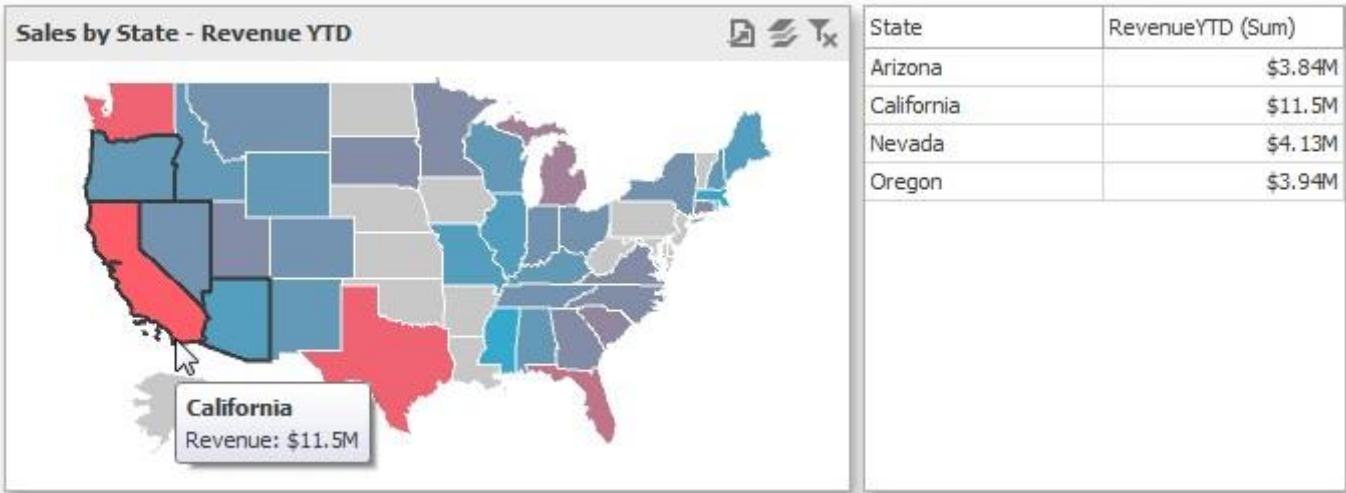 Sales by State - Revenue YTD
California
Revenue: $11.5M
State RevenueYTD (Sum)
Arizona $3.84M
California $11.5M
Nevada $4.13M
Oregon $3.94M